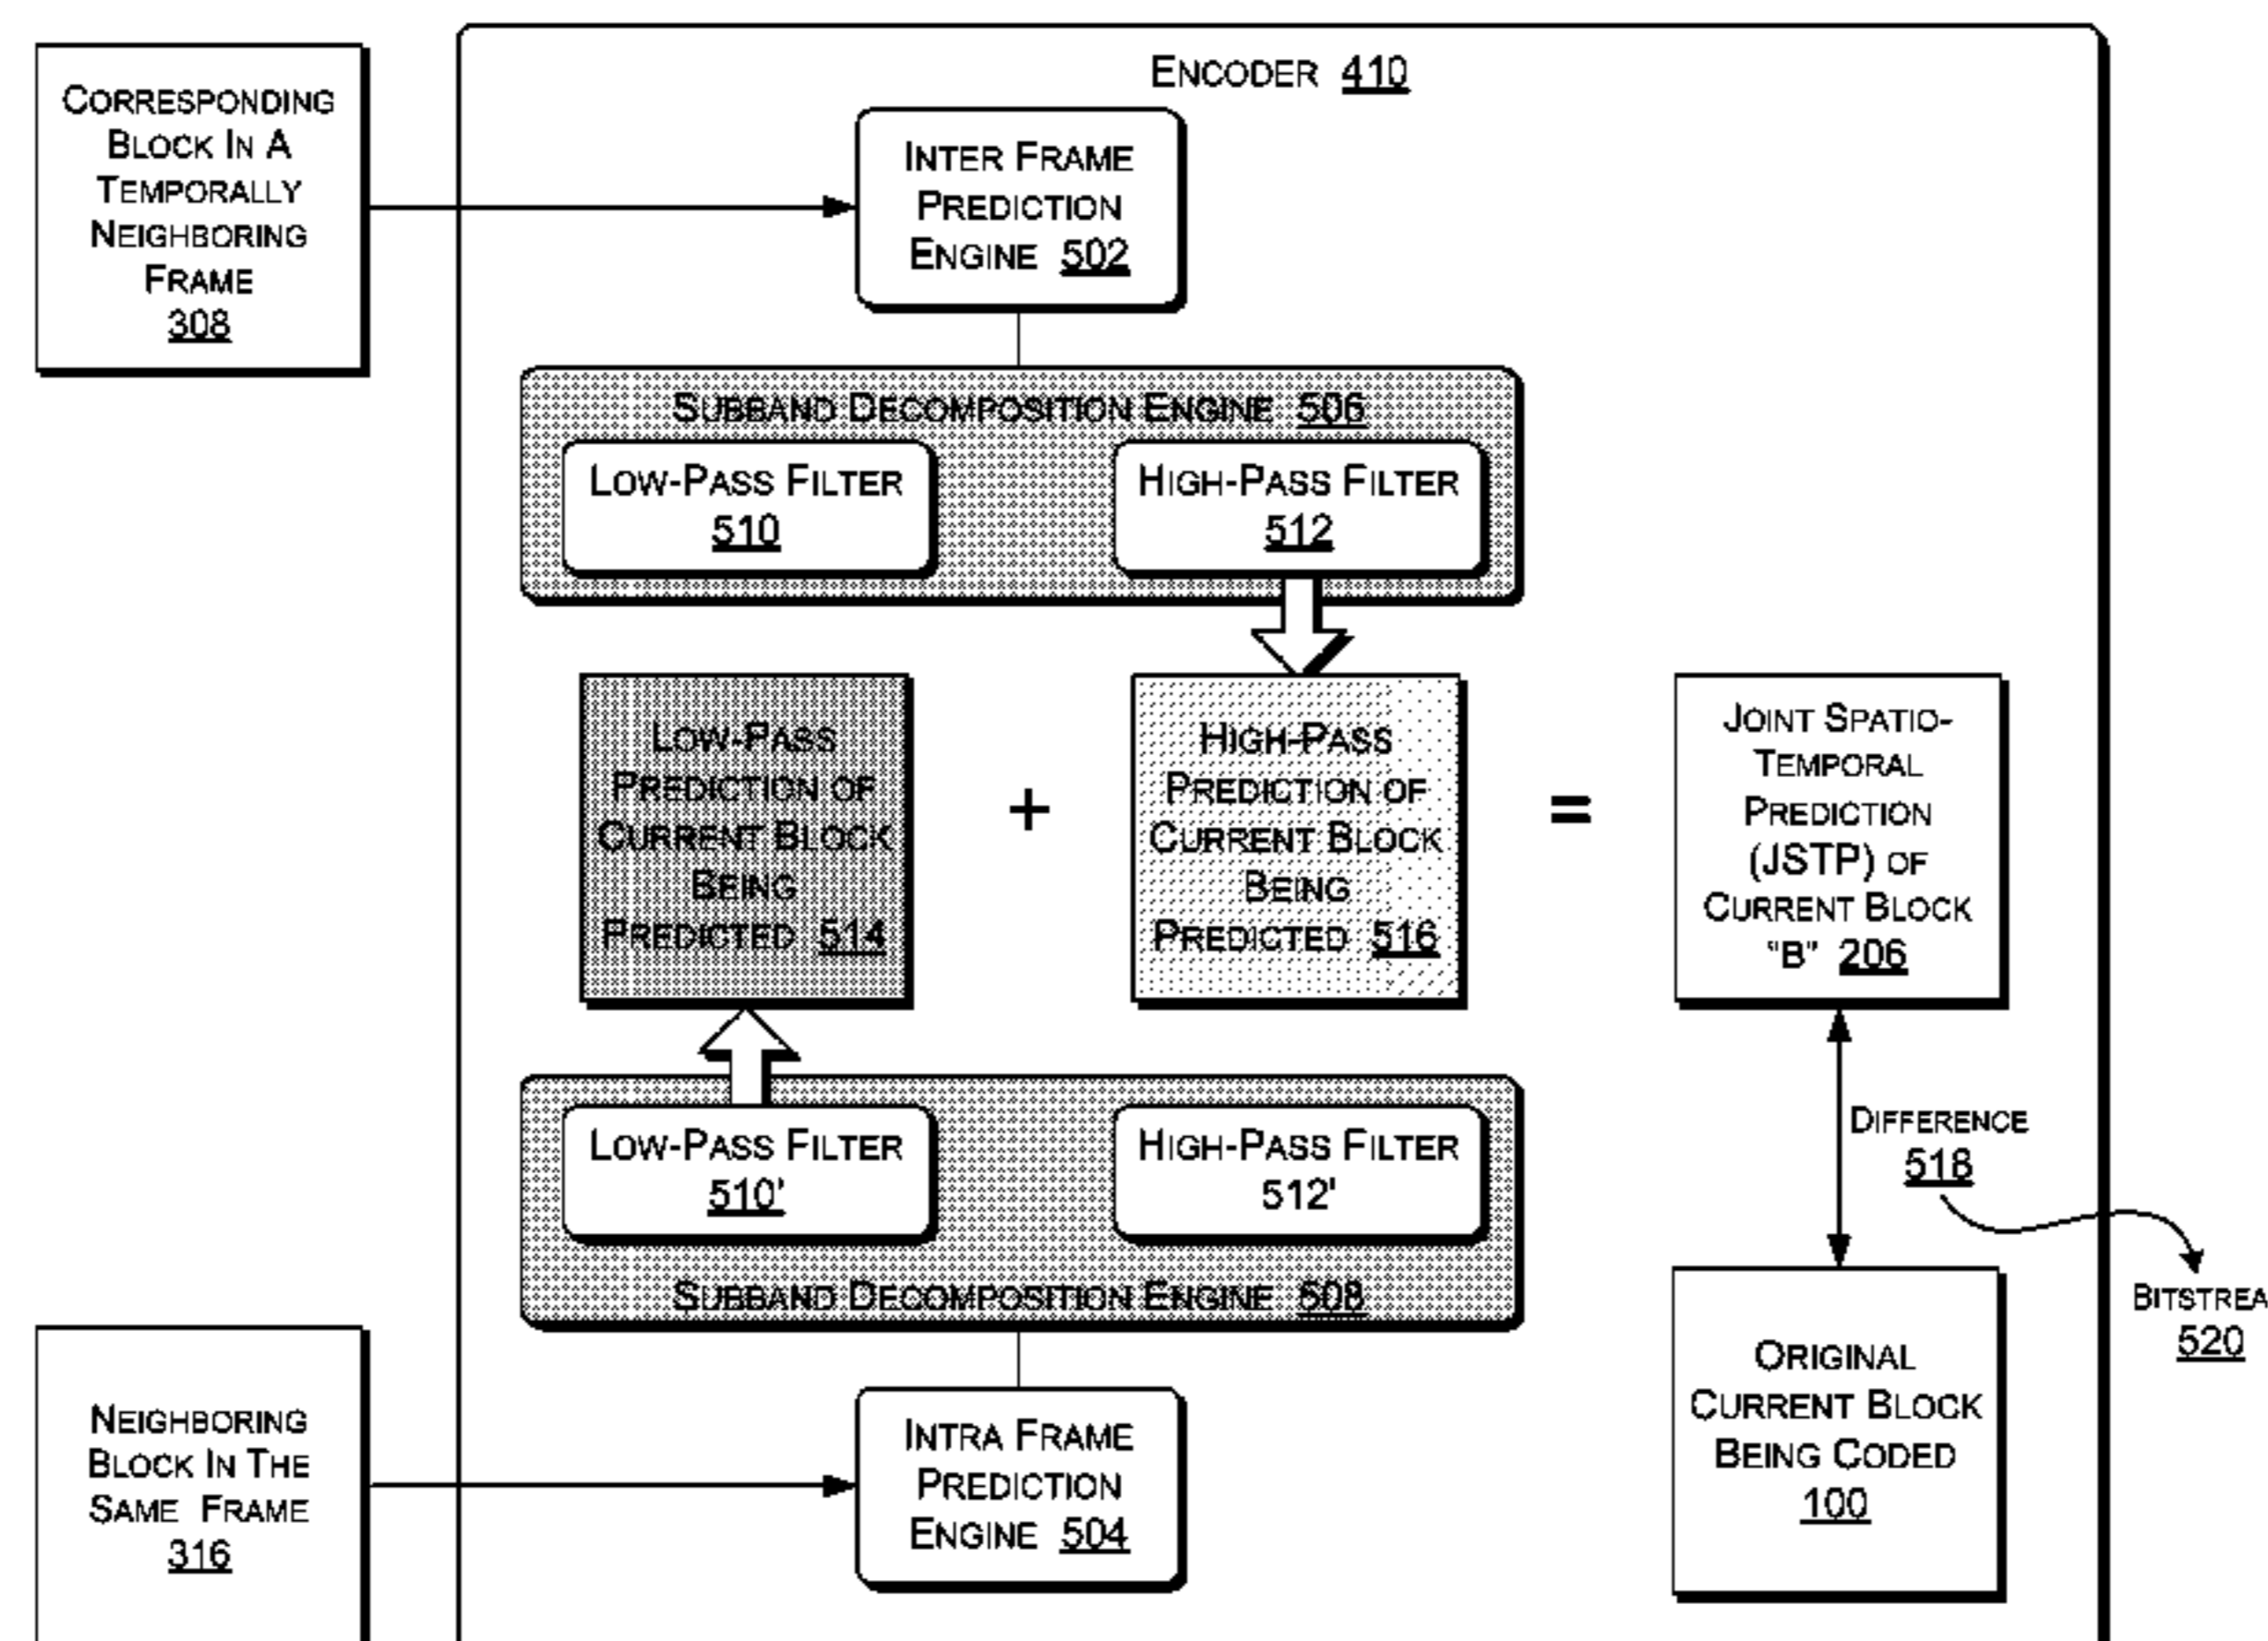 ENCODER 410
CORRESPONDING
BLOCK IN A
TEMPORALLY
NEIGHBORING
FRAME
308
INTER FRAME
PREDICTION
ENGINE 502
SUBBAND DECOMPOSITION ENGINE 506
LOW-PASS FILTER
510
HIGH-PASS FILTER
512
LOW-PASS
PREDICTION OF
CURRENT BLOCK
BEING
PREDICTED 514
+
HIGH-PASS
PREDICTION OF
CURRENT BLOCK
BEING
PREDICTED 516
=
JOINT SPATIO-
TEMPORAL
PREDICTION
(JSTP) OF
CURRENT BLOCK
"B" 206
LOW-PASS FILTER
510'
HIGH-PASS FILTER
512'
SUBBAND DECOMPOSITION ENGINE 508
DIFFERENCE
518
BITSTREA
520
NEIGHBORING
BLOCK IN THE
SAME FRAME
316
INTRA FRAME
PREDICTION
ENGINE 504
ORIGINAL
CURRENT BLOCK
BEING CODED
100